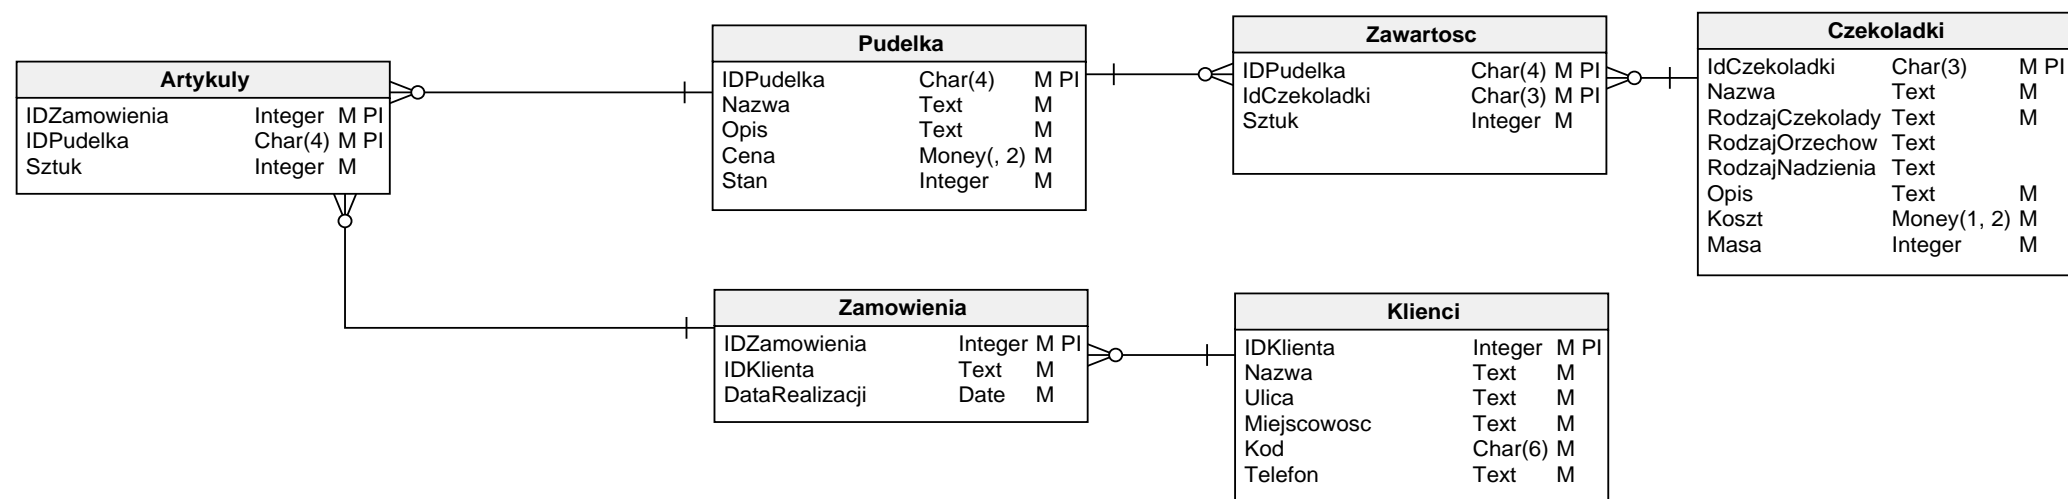 Artykuly
IDZamowienia Integer M PI
IDPudelka Char(4) M PI
Sztuk Integer M
Pudelka
IDPudelka Char(4) M PI
Nazwa Text M
Opis Text M
Cena Money(, 2) M
Stan Integer M
Zawartosc
IDPudelka Char(4) M PI
IdCzekoladki Char(3) M PI
Sztuk Integer M
Czekoladki
IdCzekoladki Char(3) M PI
Nazwa Text M
RodzajCzekolady Text M
RodzajOrzechow Text
RodzajNadzienia Text
Opis Text M
Koszt Money(1, 2) M
Masa Integer M
Zamowienia
IDZamowienia Integer M PI
IDKlienta Text M
DataRealizacji Date M
Klienci
IDKlienta Integer M PI
Nazwa Text M
Ulica Text M
Miejscowosc Text M
Kod Char(6) M
Telefon Text M